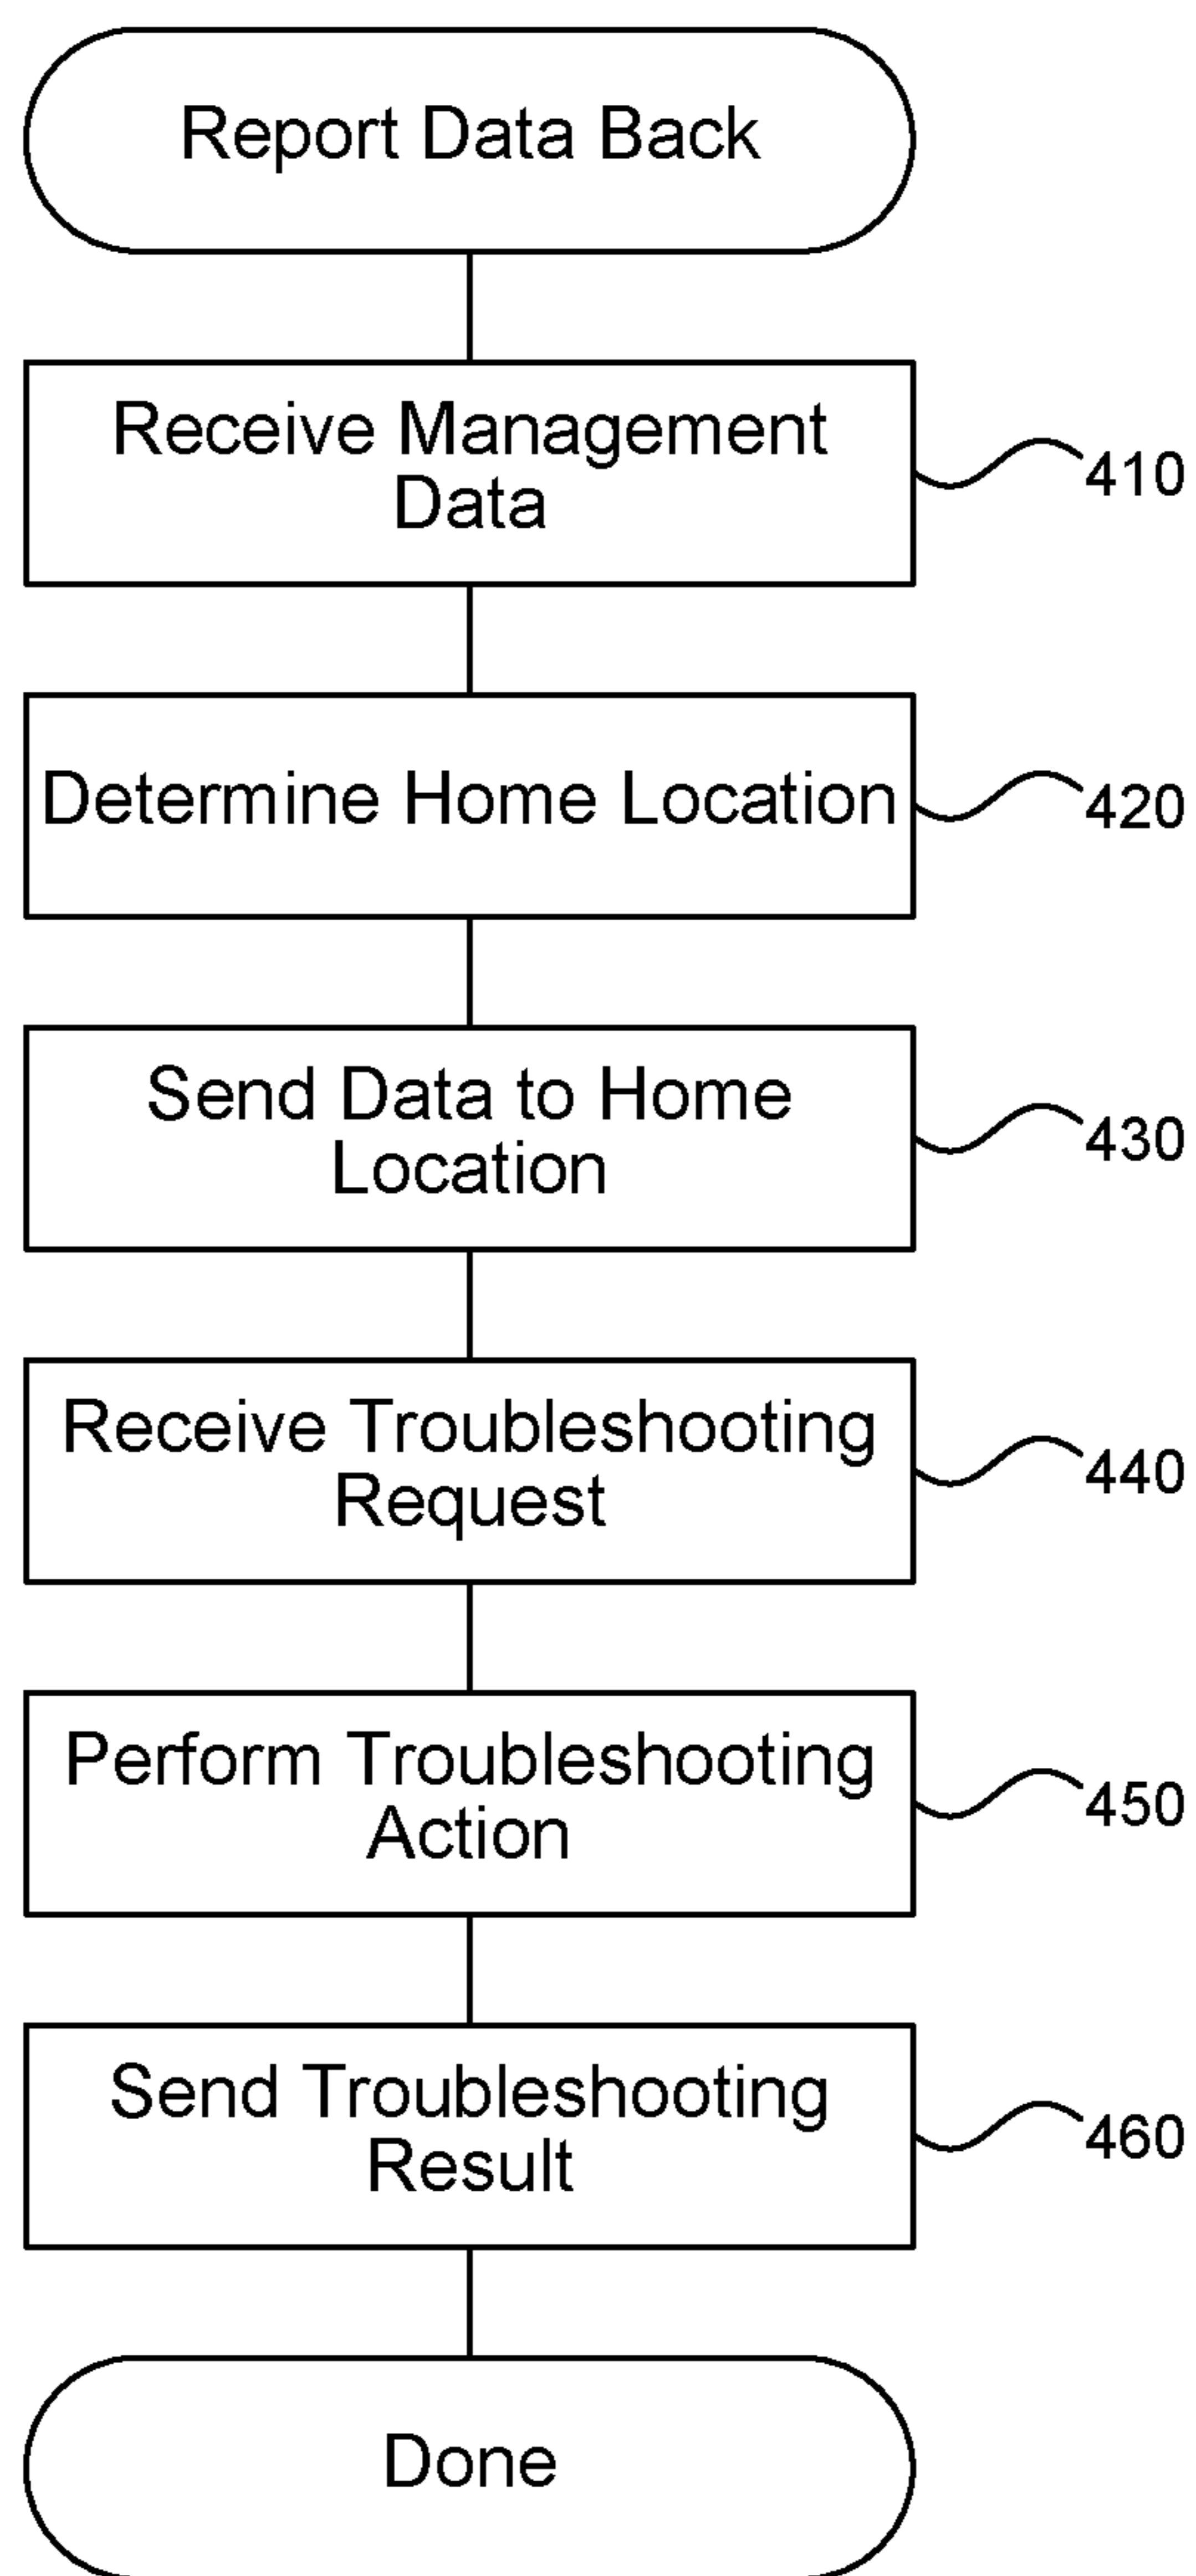 Report Data Back
Receive Management
Data
410
Determine Home Location
420
Send Data to Home
Location
430
Receive Troubleshooting
Request
440
Perform Troubleshooting
Action
450
Send Troubleshooting
Result
460
Done